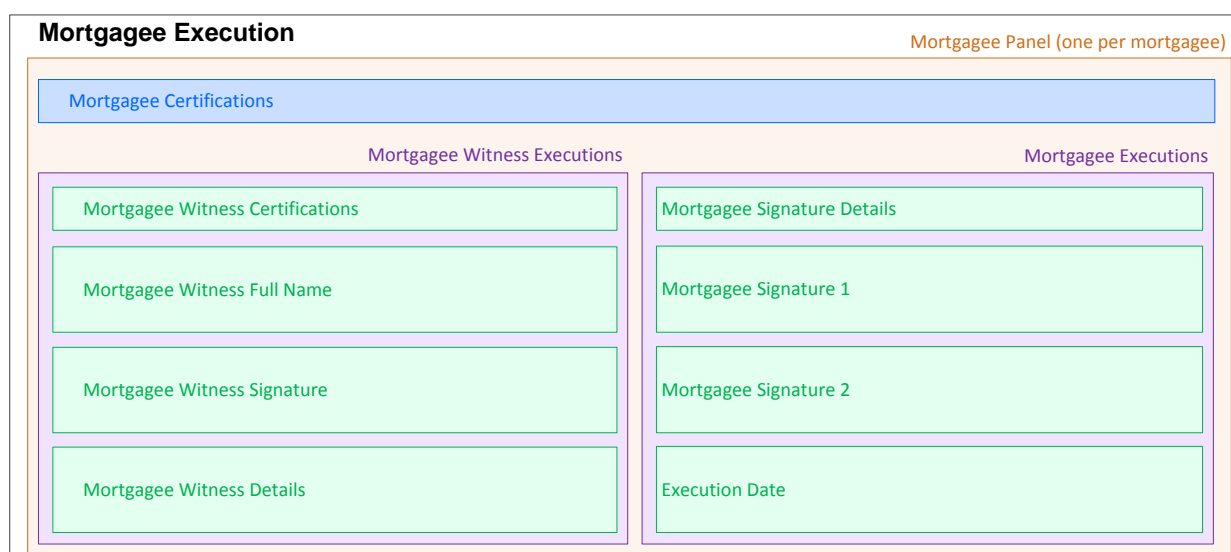 Mortgagee Execution
Mortgagee Panel (one per mortgagee)
Mortgagee Certifications
Mortgagee Witness Executions
Mortgagee Witness Certifications
Mortgagee Witness Full Name
Mortgagee Witness Signature
Mortgagee Witness Details
Mortgagee Executions
Mortgagee Signature Details
Mortgagee Signature 1
Mortgagee Signature 2
Execution Date